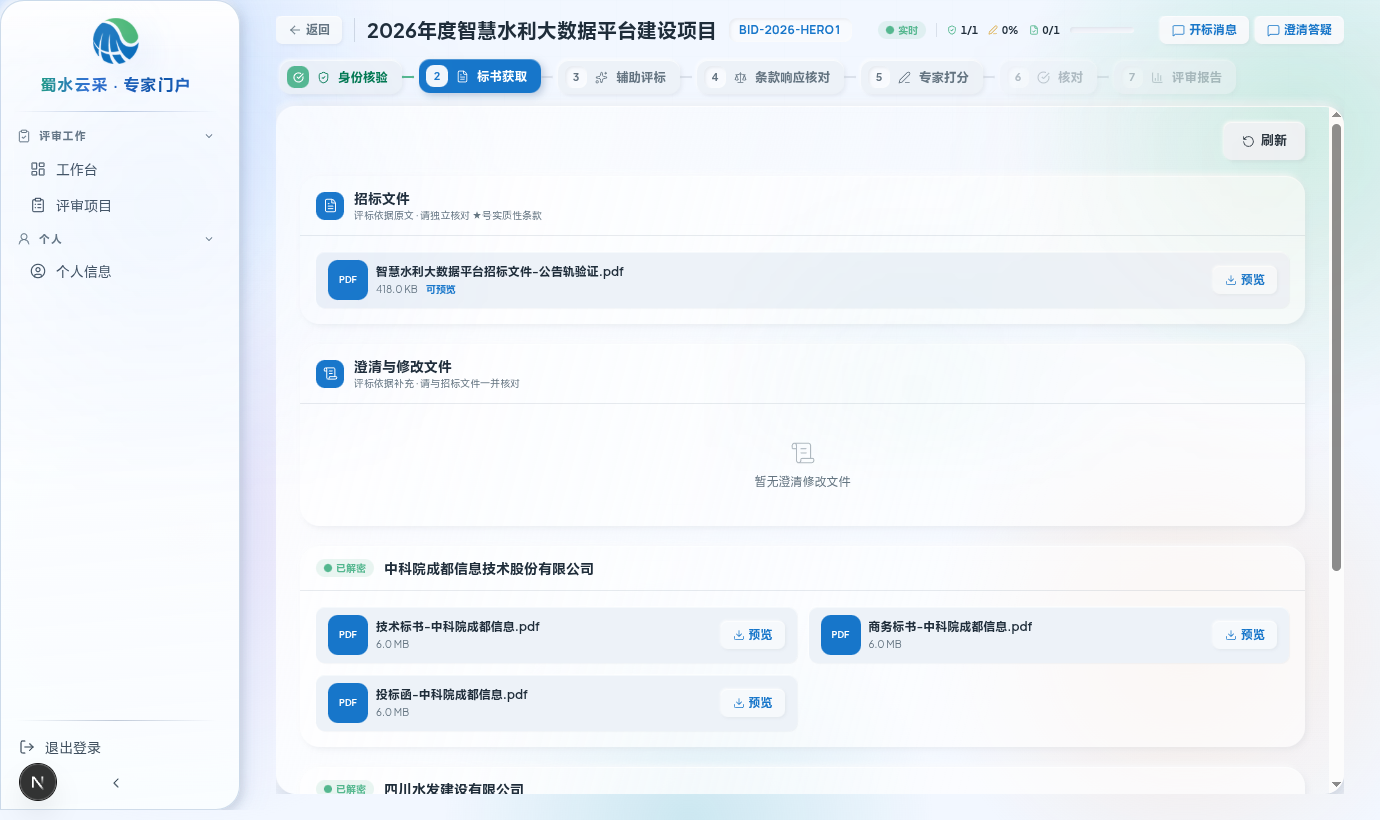 蜀水云采 · 专家门户
评审工作
工作台
评审项目
个人
个人信息
退出登录
N
返回
2026年度智慧水利大数据平台建设项目
BID-2026-HERO1
实时
1/1
0%
0/1
开标消息
澄清答疑
身份核验
2 标书获取
3 辅助评标
4 条款响应核对
5 专家打分
6 核对
7 评审报告
刷新
招标文件
评标依据原文 · 请独立核对 ★号实质性条款
PDF
智慧水利大数据平台招标文件-公告轨验证.pdf
418.0 KB 可预览
预览
澄清与修改文件
评标依据补充 · 请与招标文件一并核对
暂无澄清修改文件
已解密 中科院成都信息技术股份有限公司
PDF
技术标书-中科院成都信息.pdf
6.0 MB
预览
PDF
商务标书-中科院成都信息.pdf
6.0 MB
预览
PDF
投标函-中科院成都信息.pdf
6.0 MB
预览
已解密 四川水发建设有限公司